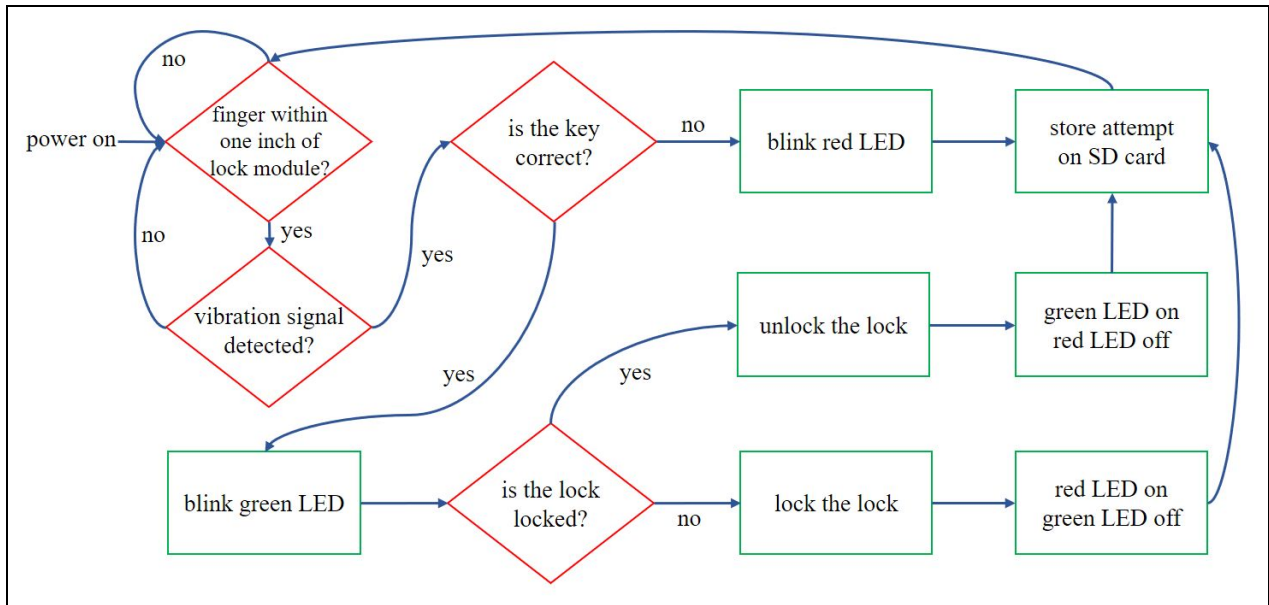 no
power on
finger within
one inch of
lock module?
yes
no
vibration signal
detected?
yes
is the key
correct?
no
blink red LED
store attempt
on SD card
yes
blink green LED
is the lock
locked?
yes
unlock the lock
green LED on
red LED off
no
lock the lock
red LED on
green LED off